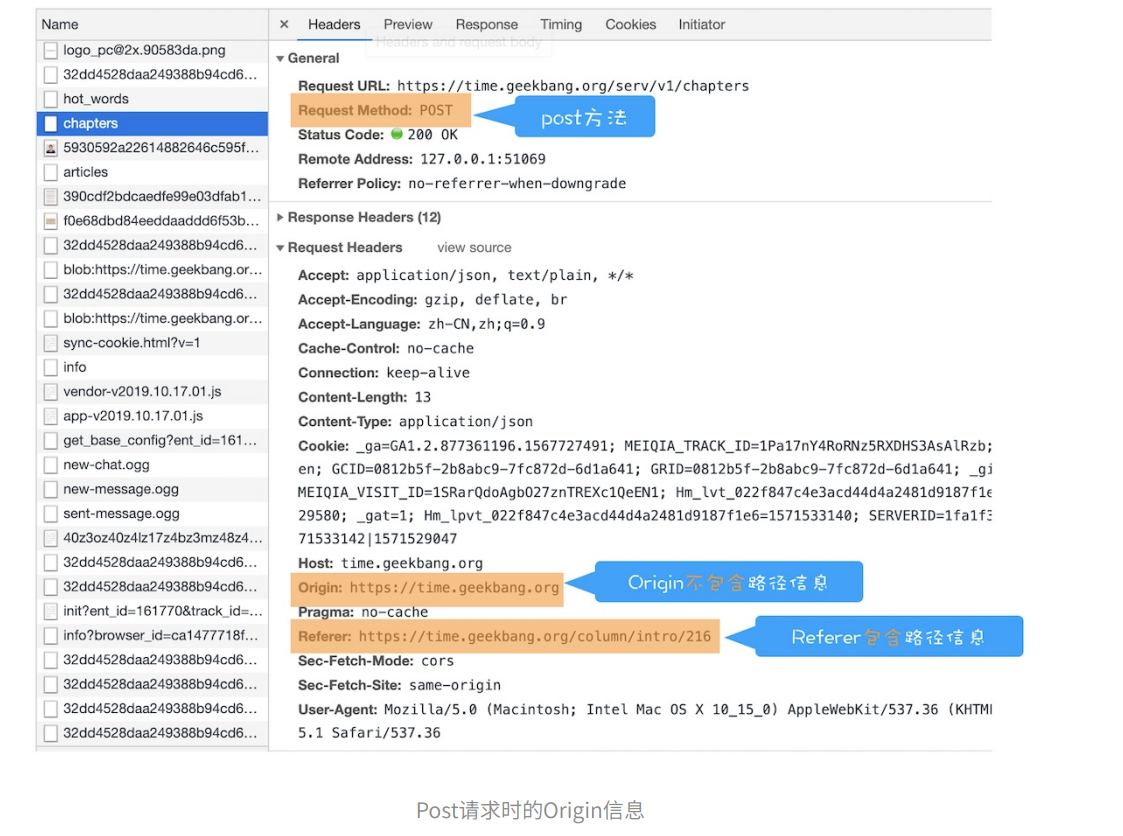 Name
× Headers Preview Response Timing Cookies Initiator
Headers and request body
logo_pc@2x.90583da.png
32dd4528daa249388b94cd6...
hot_words
chapters
5930592a22614882646c595f...
articles
390cdf2bdcaedfe99e03dfab1...
f0e68dbd84eeddaaddd6f53b...
32dd4528daa249388b94cd6...
blob:https://time.geekbang.or...
32dd4528daa249388b94cd6...
blob:https://time.geekbang.or...
sync-cookie.html?v=1
info
vendor-v2019.10.17.01.js
app-v2019.10.17.01.js
get_base_config?ent_id=161...
new-chat.ogg
new-message.ogg
sent-message.ogg
40z3oz40z4lz17z4bz3mz48z4...
32dd4528daa249388b94cd6...
32dd4528daa249388b94cd6...
init?ent_id=161770&track_id=...
info?browser_id=ca1477718f...
32dd4528daa249388b94cd6...
32dd4528daa249388b94cd6...
32dd4528daa249388b94cd6...
32dd4528daa249388b94cd6...
General
Request URL: https://time.geekbang.org/serv/v1/chapters
Request Method: POST
post方法
Status Code: 200 OK
Remote Address: 127.0.0.1:51069
Referrer Policy: no-referrer-when-downgrade
Response Headers (12)
Request Headers view source
Accept: application/json, text/plain, */*
Accept-Encoding: gzip, deflate, br
Accept-Language: zh-CN,zh;q=0.9
Cache-Control: no-cache
Connection: keep-alive
Content-Length: 13
Content-Type: application/json
Cookie: _ga=GA1.2.877361196.1567727491; MEIQIA_TRACK_ID=1Pa17nY4RoRNz5RXDHS3AsAlRzb;
en; GCID=0812b5f-2b8abc9-7fc872d-6d1a641; GRID=0812b5f-2b8abc9-7fc872d-6d1a641; _gi
MEIQIA_VISIT_ID=1SRarQdoAgbO27znTREXc1QeEN1; Hm_lvt_022f847c4e3acd44d4a2481d9187f1e
29580; _gat=1; Hm_lpvt_022f847c4e3acd44d4a2481d9187f1e6=1571533140; SERVERID=1fa1f3
71533142|1571529047
Host: time.geekbang.org
Origin: https://time.geekbang.org
Origin不包含路径信息
Pragma: no-cache
Referer: https://time.geekbang.org/column/intro/216
Referer包含路径信息
Sec-Fetch-Mode: cors
Sec-Fetch-Site: same-origin
User-Agent: Mozilla/5.0 (Macintosh; Intel Mac OS X 10_15_0) AppleWebKit/537.36 (KHTM
5.1 Safari/537.36
Post请求时的Origin信息